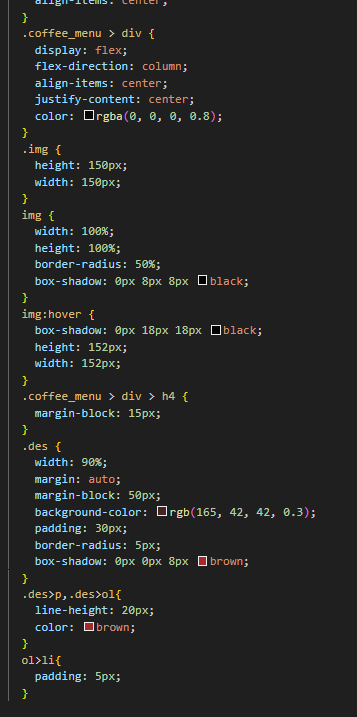 align-items: center;
}
.coffee_menu > div {
display: flex;
flex-direction: column;
align-items: center;
justify-content: center;
color: rgba(0, 0, 0, 0.8);
}
.img {
height: 150px;
width: 150px;
}
img {
width: 100%;
height: 100%;
border-radius: 50%;
box-shadow: 0px 8px 8px black;
}
img:hover {
box-shadow: 0px 18px 18px black;
height: 152px;
width: 152px;
}
.coffee_menu > div > h4 {
margin-block: 15px;
}
.des {
width: 90%;
margin: auto;
margin-block: 50px;
background-color: rgb(165, 42, 42, 0.3);
padding: 30px;
border-radius: 5px;
box-shadow: 0px 0px 8px brown;
}
.des>p,.des>ol{
line-height: 20px;
color: brown;
}
ol>li{
padding: 5px;
}